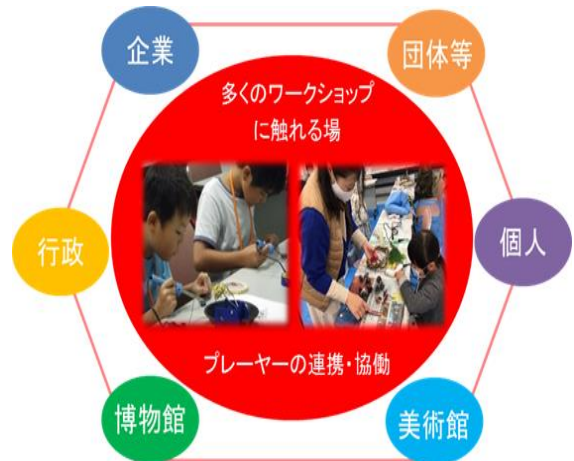 企業
団体等
多くのワークショップ
に触れる場
行政
個人
プレーヤーの連携・協働
博物館
美術館